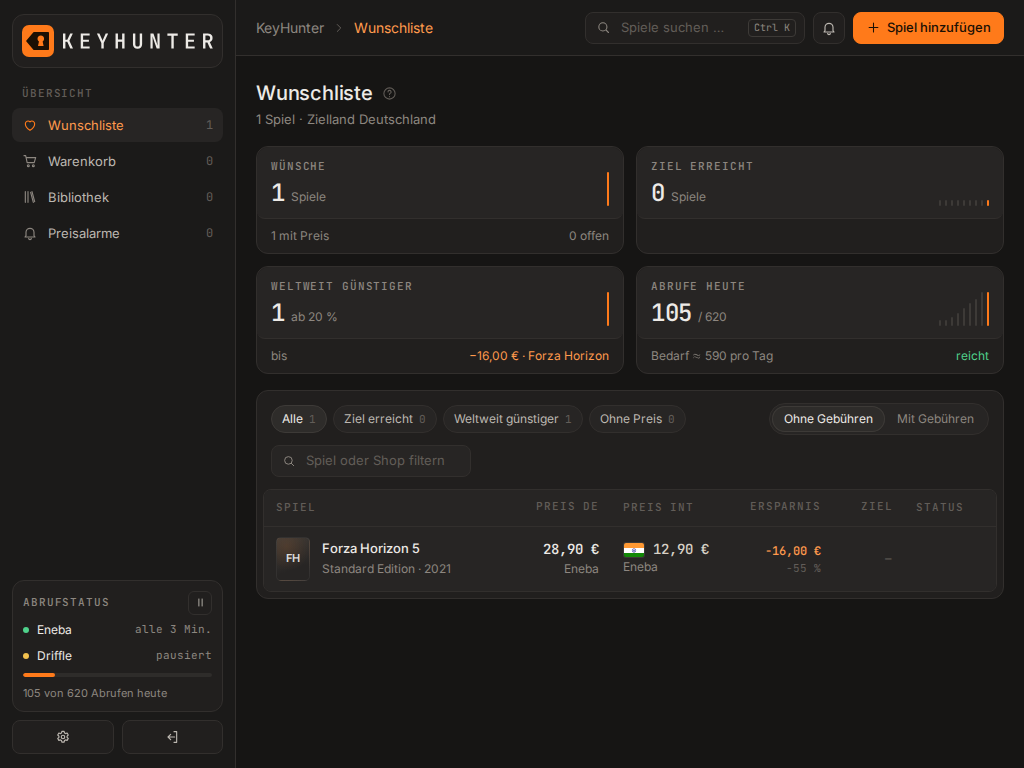 KEYHUNTER
ÜBERSICHT
Wunschliste 1
Warenkorb 0
Bibliothek 0
Preisalarme 0
ABRUFSTATUS
Eneba alle 3 Min.
Driffle pausiert
105 von 620 Abrufen heute
KeyHunter Wunschliste
Spiele suchen ... Ctrl K
Spiel hinzufügen
Wunschliste ?
1 Spiel · Zielland Deutschland
WÜNSCHE
1 Spiele
1 mit Preis 0 offen
ZIEL ERREICHT
0 Spiele
WELTWEIT GÜNSTIGER
1 ab 20 %
bis −16,00 € · Forza Horizon
ABRUFE HEUTE
105 / 620
Bedarf ≈ 590 pro Tag reicht
Alle 1 Ziel erreicht 0 Weltweit günstiger 1 Ohne Preis 0
Ohne Gebühren Mit Gebühren
Spiel oder Shop filtern
SPIEL PREIS DE PREIS INT ERSPARNIS ZIEL STATUS
FH
Forza Horizon 5 28,90 € 12,90 € -16,00 € –
Standard Edition · 2021 Eneba Eneba -55 %